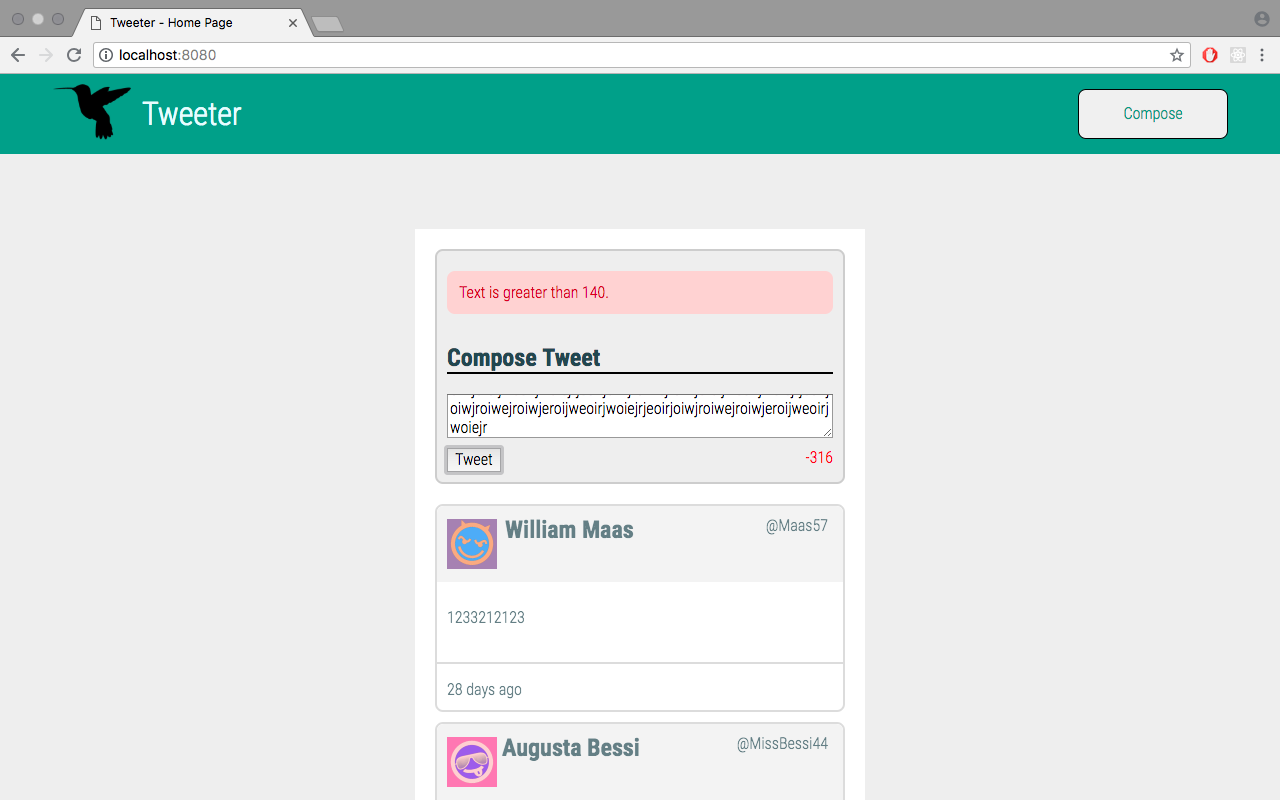 Tweeter - Home Page
localhost:8080
Tweeter
Compose
Text is greater than 140.
Compose Tweet
oiwjroiwejroiwjeroijweoirjwoiejrjeoirjoiwjroiwejroiwjeroijweoirj
woiejr
Tweet
-316
William Maas
@Maas57
1233212123
28 days ago
Augusta Bessi
@MissBessi44